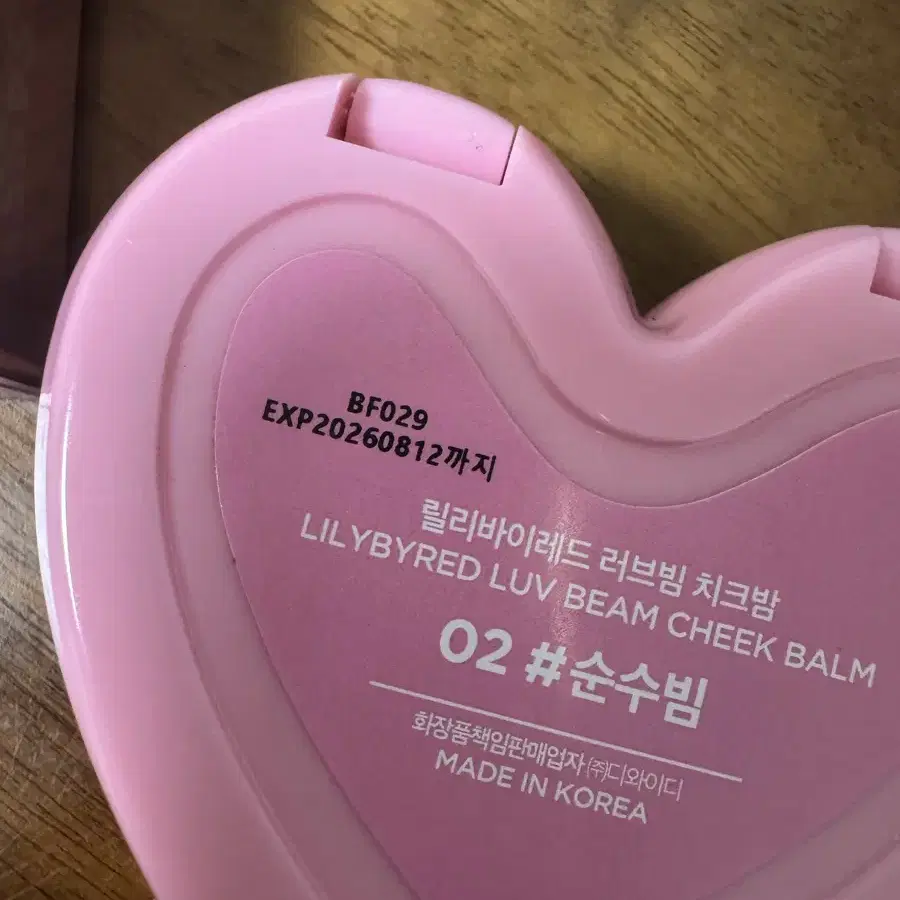 BF029
EXP20260812까지
릴리바이레드 러브빔 치크밤
LILYBYRED LUV BEAM CHEEK BALM
02 #순수빔
화장품책임판매업자 (주)디와이디
MADE IN KOREA